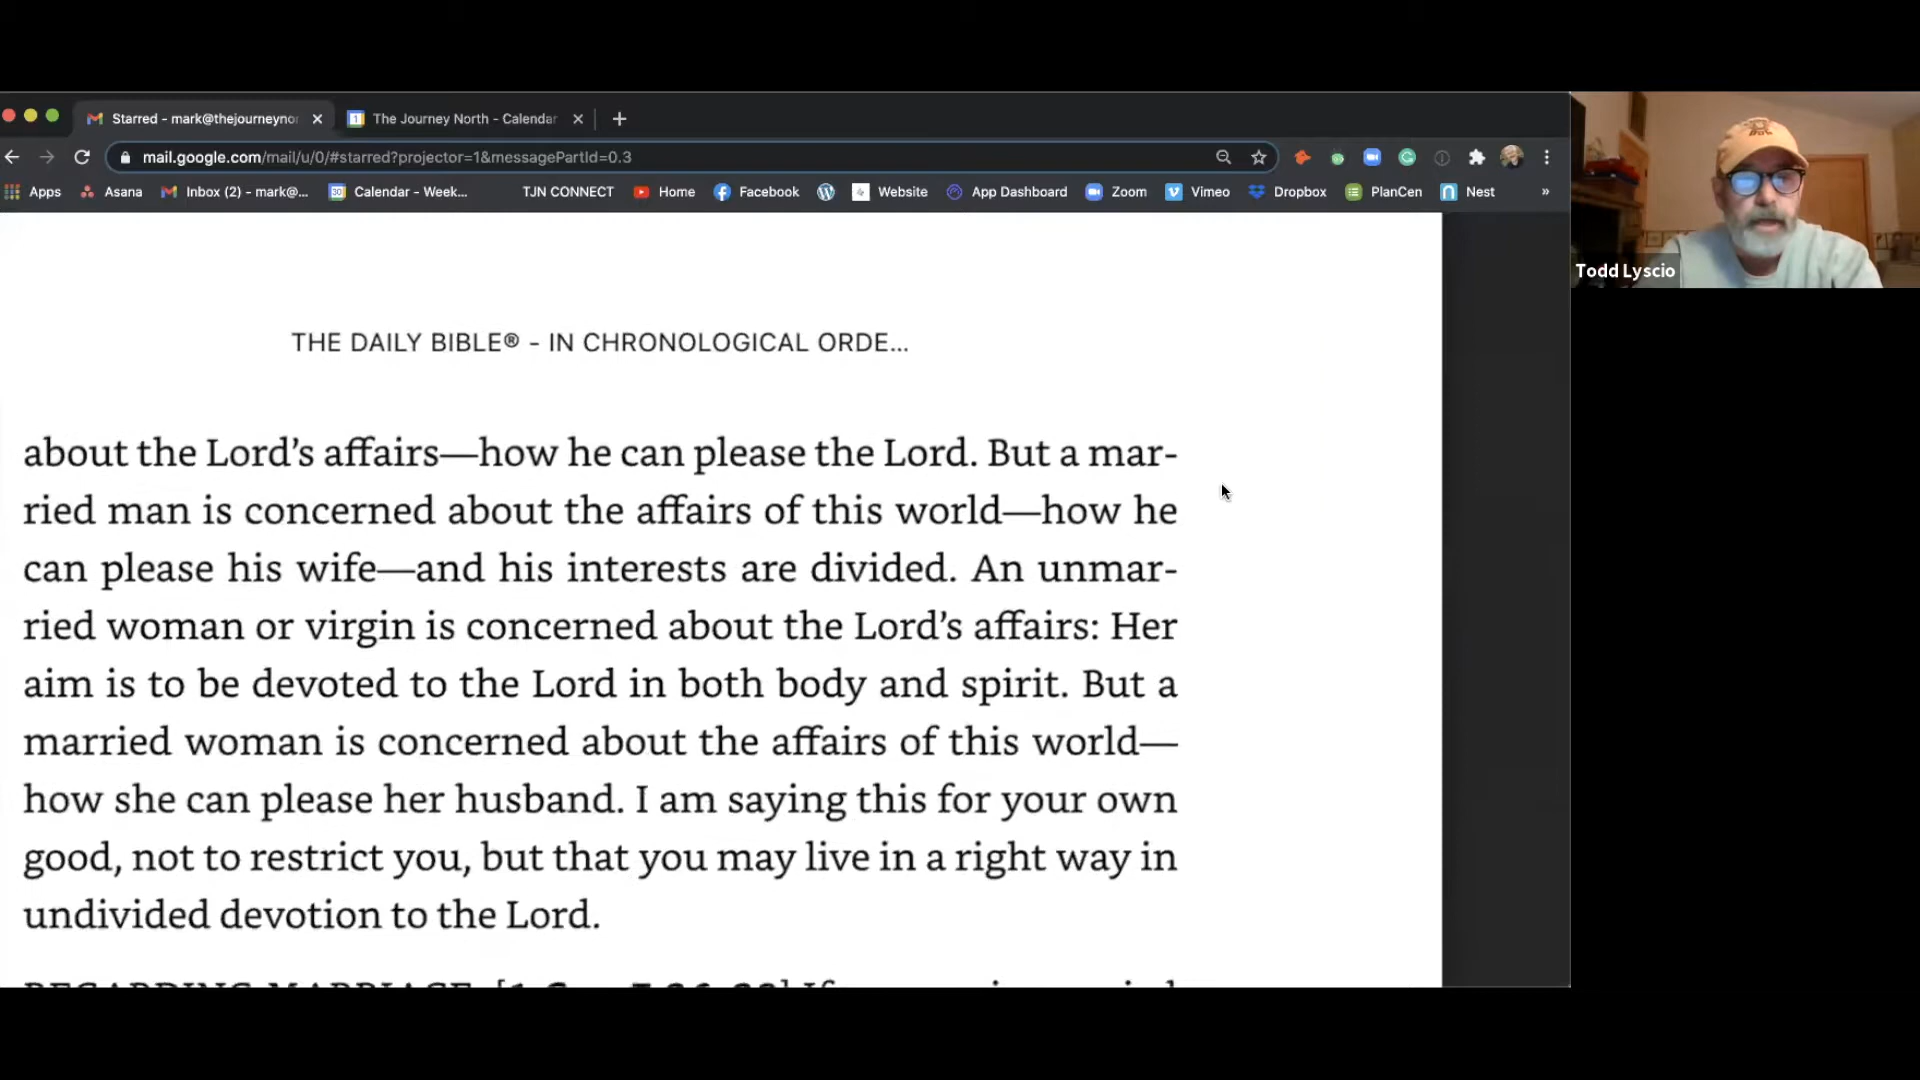 Starred - mark@thejourneyno
The Journey North - Calendar
mail.google.com/mail/u/0/#starred?projector=1&messagePartId=0.3
Apps Asana Inbox (2) - mark@... Calendar - Week... TJN CONNECT Home Facebook Website App Dashboard Zoom Vimeo Dropbox PlanCen Nest »
Todd Lyscio
THE DAILY BIBLE® - IN CHRONOLOGICAL ORDE...
about the Lord’s affairs—how he can please the Lord. But a mar-
ried man is concerned about the affairs of this world—how he
can please his wife—and his interests are divided. An unmar-
ried woman or virgin is concerned about the Lord’s affairs: Her
aim is to be devoted to the Lord in both body and spirit. But a
married woman is concerned about the affairs of this world—
how she can please her husband. I am saying this for your own
good, not to restrict you, but that you may live in a right way in
undivided devotion to the Lord.
REGARDING MARRIAGE